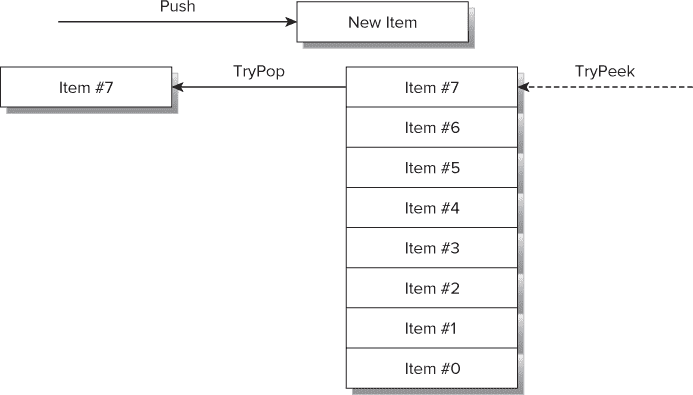 Push
New Item
TryPop
TryPeek
Item #7
Item #7
Item #6
Item #5
Item #4
Item #3
Item #2
Item #1
Item #0